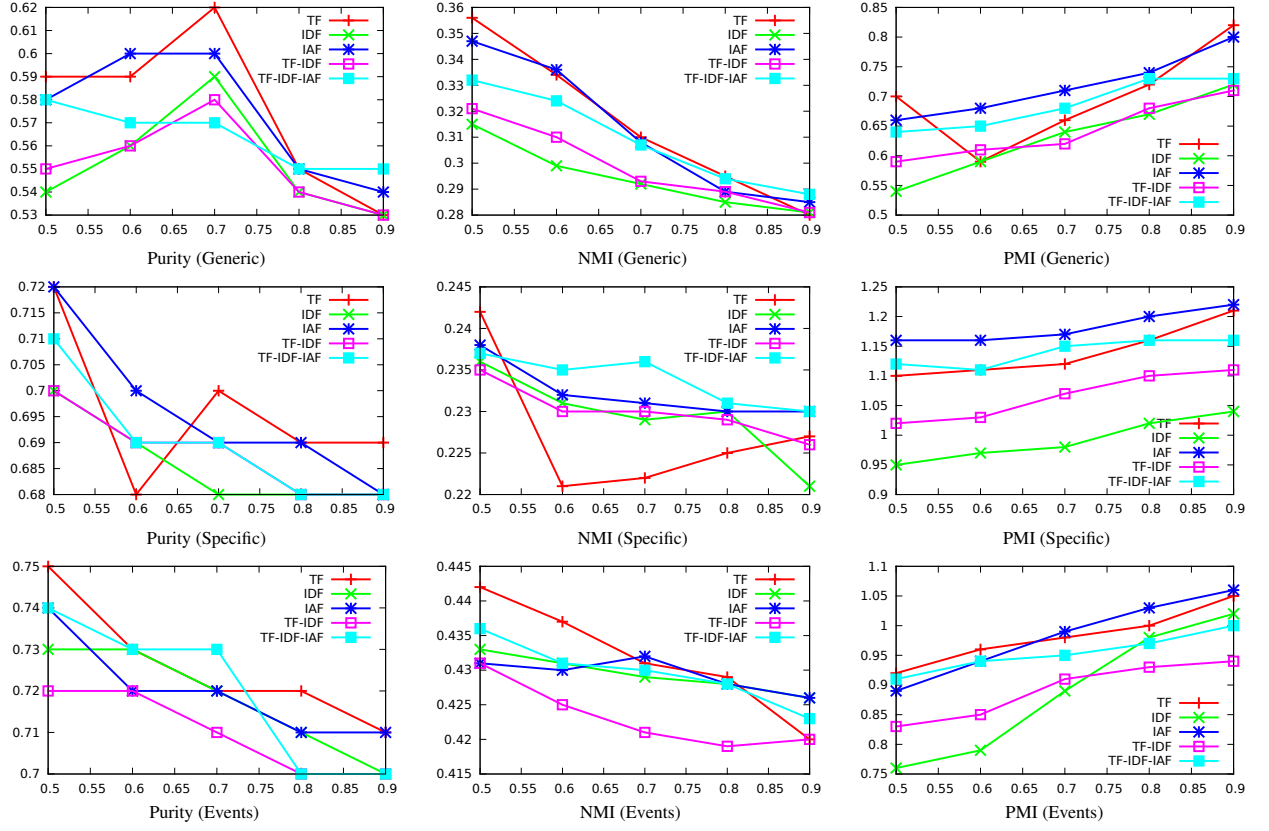 0.62
0.61
0.6
0.59
0.58
0.57
0.56
0.55
0.54
0.53
TF
IDF
IAF
TF-IDF
TF-IDF-IAF
0.5 0.55 0.6 0.65 0.7 0.75 0.8 0.85 0.9
Purity (Generic)
0.36
0.35
0.34
0.33
0.32
0.31
0.3
0.29
0.28
TF
IDF
IAF
TF-IDF
TF-IDF-IAF
0.5 0.55 0.6 0.65 0.7 0.75 0.8 0.85 0.9
NMI (Generic)
0.85
0.8
0.75
0.7
0.65
0.6
0.55
0.5
TF
IDF
IAF
TF-IDF
TF-IDF-IAF
0.5 0.55 0.6 0.65 0.7 0.75 0.8 0.85 0.9
PMI (Generic)
0.72
0.715
0.71
0.705
0.7
0.695
0.69
0.685
0.68
TF
IDF
IAF
TF-IDF
TF-IDF-IAF
0.5 0.55 0.6 0.65 0.7 0.75 0.8 0.85 0.9
Purity (Specific)
0.245
0.24
0.235
0.23
0.225
0.22
TF
IDF
IAF
TF-IDF
TF-IDF-IAF
0.5 0.55 0.6 0.65 0.7 0.75 0.8 0.85 0.9
NMI (Specific)
1.25
1.2
1.15
1.1
1.05
1
0.95
0.9
TF
IDF
IAF
TF-IDF
TF-IDF-IAF
0.5 0.55 0.6 0.65 0.7 0.75 0.8 0.85 0.9
PMI (Specific)
0.75
0.74
0.73
0.72
0.71
0.7
TF
IDF
IAF
TF-IDF
TF-IDF-IAF
0.5 0.55 0.6 0.65 0.7 0.75 0.8 0.85 0.9
Purity (Events)
0.445
0.44
0.435
0.43
0.425
0.42
0.415
TF
IDF
IAF
TF-IDF
TF-IDF-IAF
0.5 0.55 0.6 0.65 0.7 0.75 0.8 0.85 0.9
NMI (Events)
1.1
1.05
1
0.95
0.9
0.85
0.8
0.75
TF
IDF
IAF
TF-IDF
TF-IDF-IAF
0.5 0.55 0.6 0.65 0.7 0.75 0.8 0.85 0.9
PMI (Events)